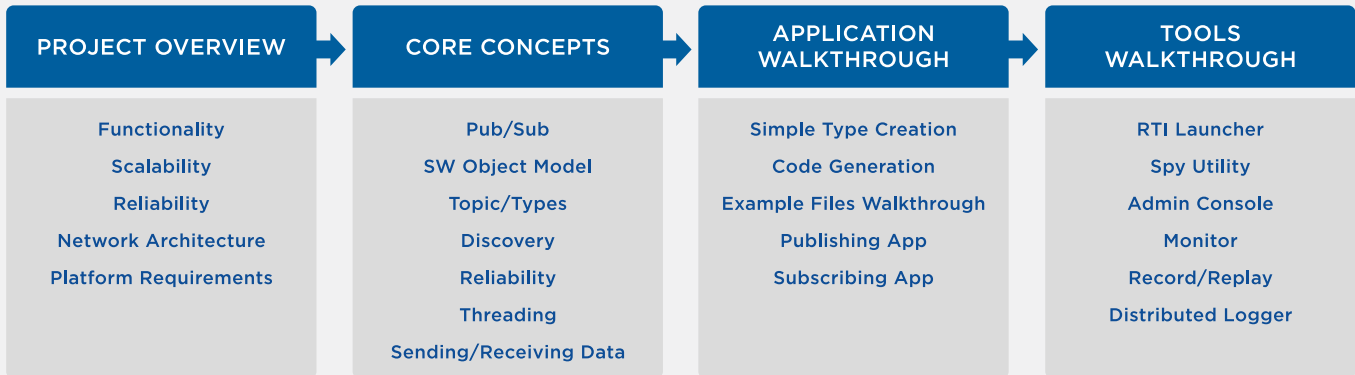 PROJECT OVERVIEW
Functionality
Scalability
Reliability
Network Architecture
Platform Requirements
CORE CONCEPTS
Pub/Sub
SW Object Model
Topic/Types
Discovery
Reliability
Threading
Sending/Receiving Data
APPLICATION
WALKTHROUGH
Simple Type Creation
Code Generation
Example Files Walkthrough
Publishing App
Subscribing App
TOOLS
WALKTHROUGH
RTI Launcher
Spy Utility
Admin Console
Monitor
Record/Replay
Distributed Logger